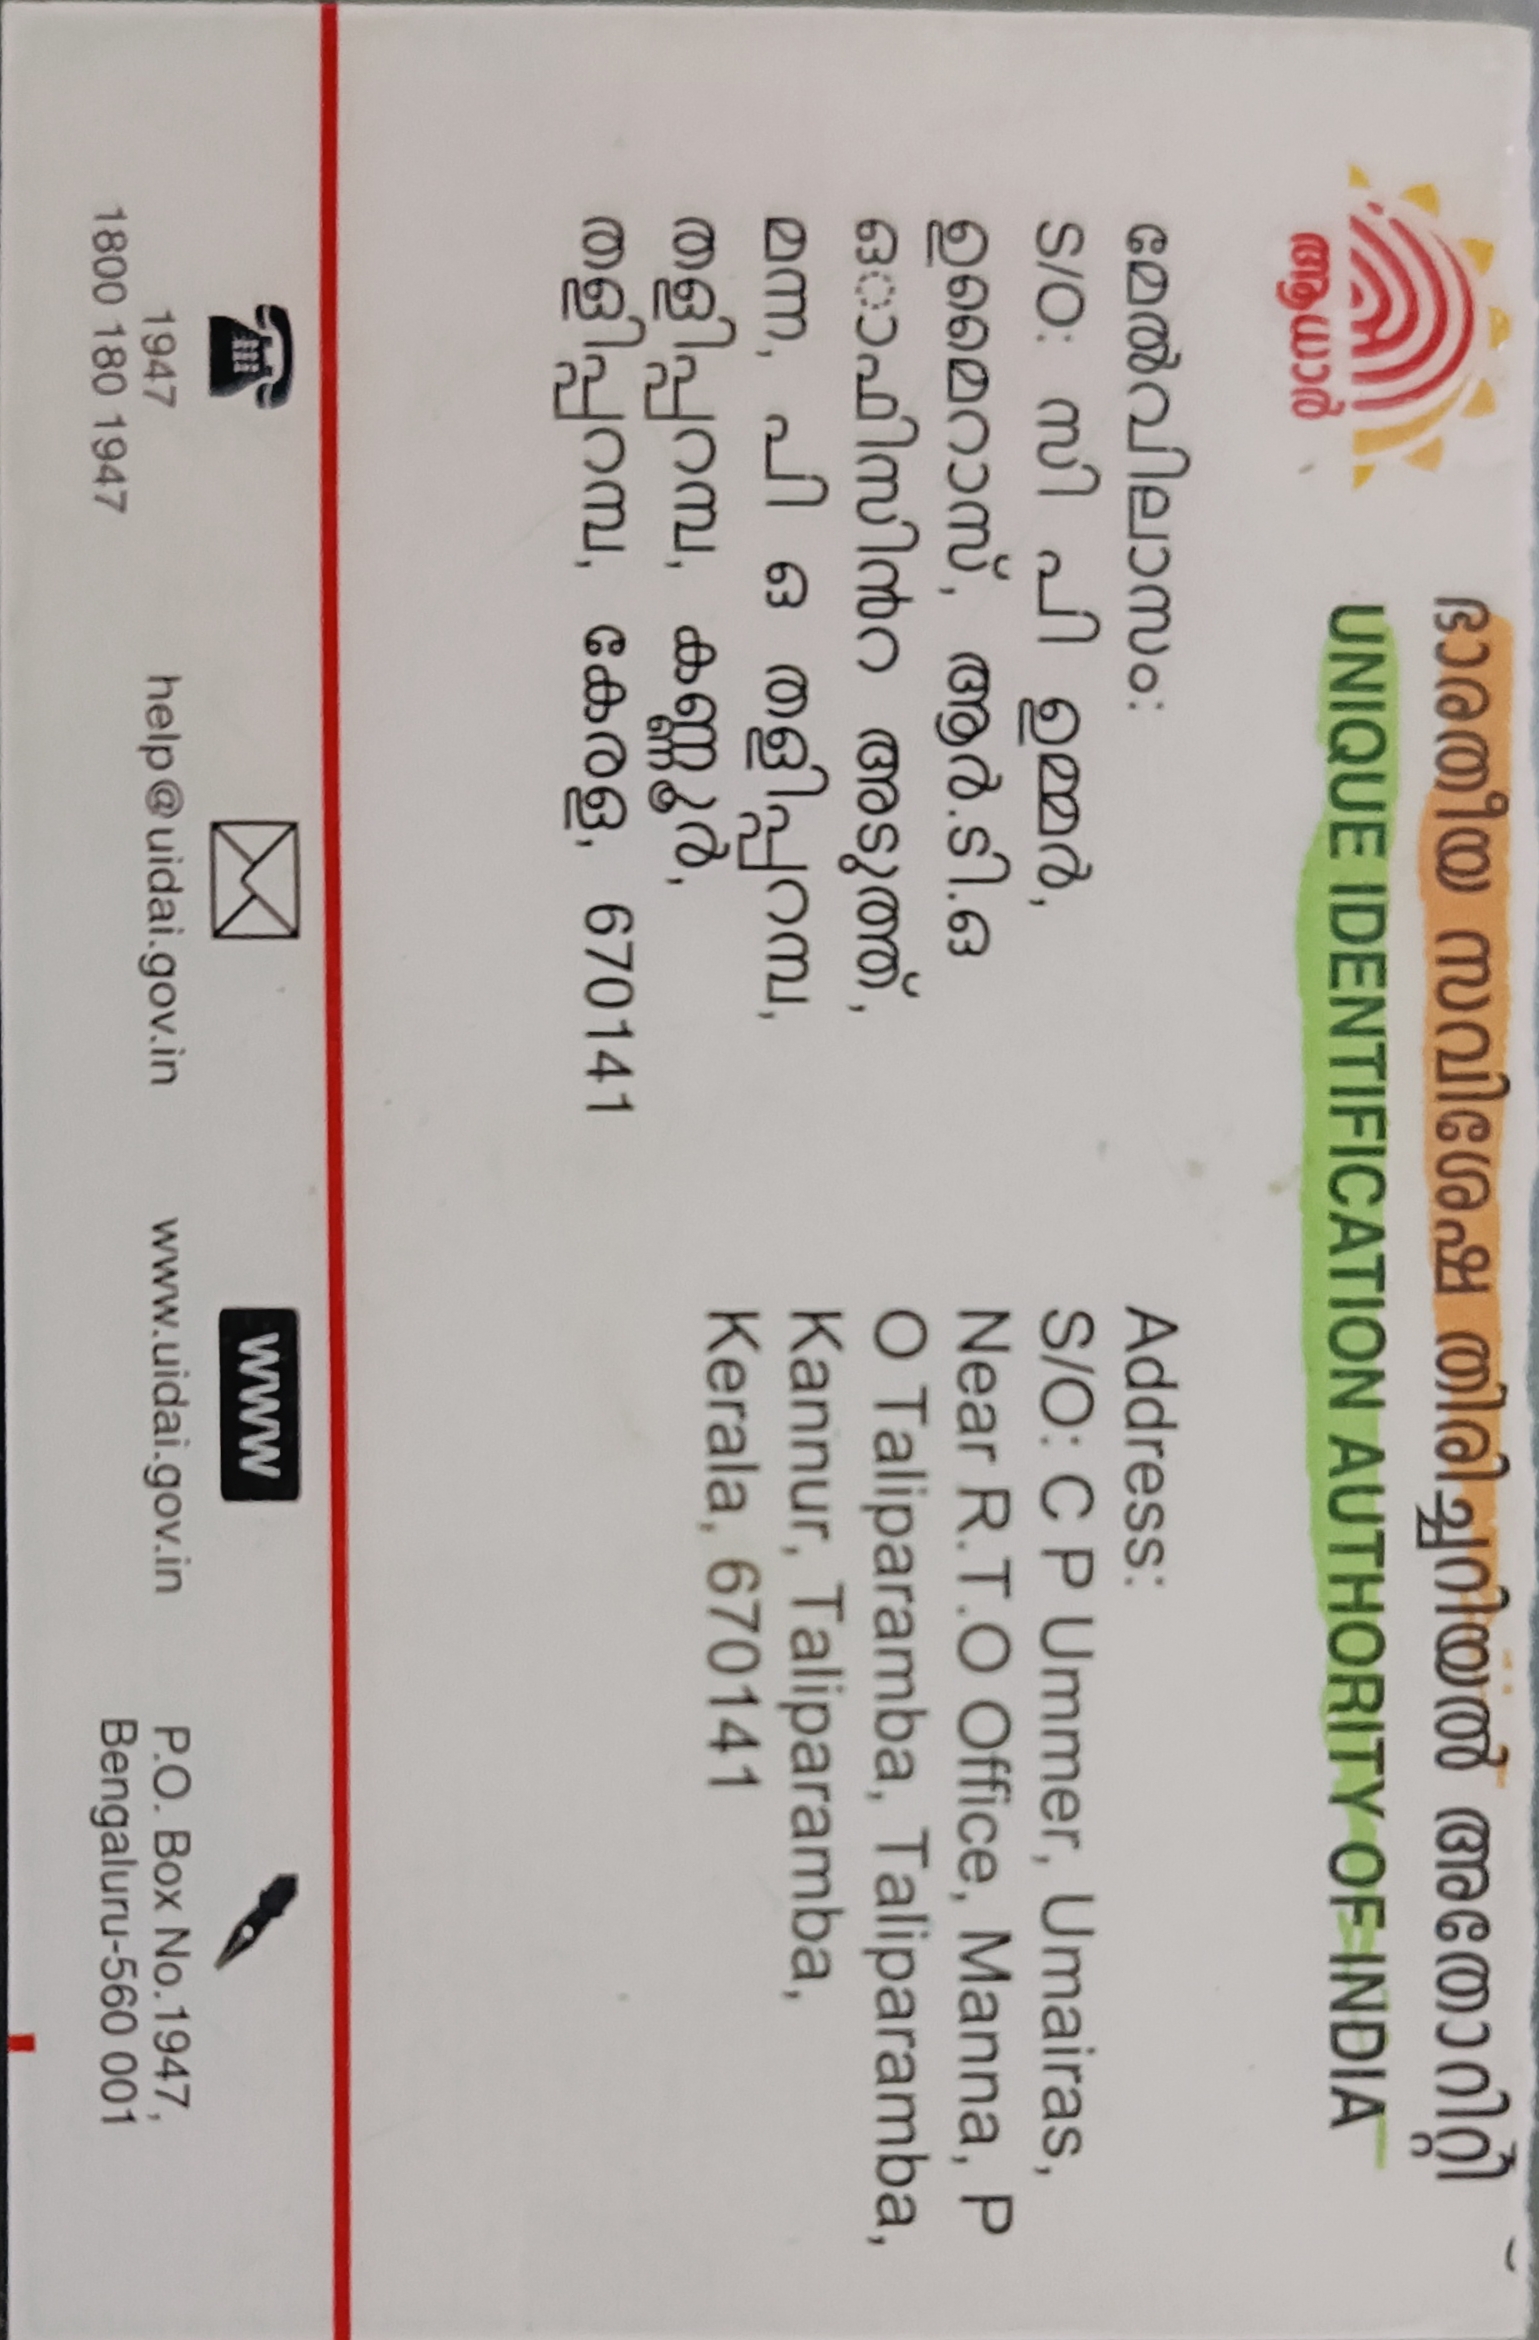 ഭാരതീയ സവിശേഷ തിരിച്ചറിയൽ അതോറിറ്റി
UNIQUE IDENTIFICATION AUTHORITY OF INDIA
ആധാർ
മേൽവിലാസം:
S/O: സി പി ഉമ്മർ,
ഉമൈറാസ്, ആർ.ടി.ഒ
ഒാഫിസിൻറ അടുത്ത്,
മന്ന, പി ഒ തളിപ്പറമ്പ,
തളിപ്പറമ്പ, കണ്ണൂർ,
തളിപ്പറമ്പ, കേരള, 670141
Address:
S/O: C P Ummer, Umairas,
Near R.T.O Office, Manna, P
O Taliparamba, Taliparamba,
Kannur, Taliparamba,
Kerala, 670141
1947
1800 180 1947
help@uidai.gov.in
www
www.uidai.gov.in
P.O. Box No.1947,
Bengaluru-560 001